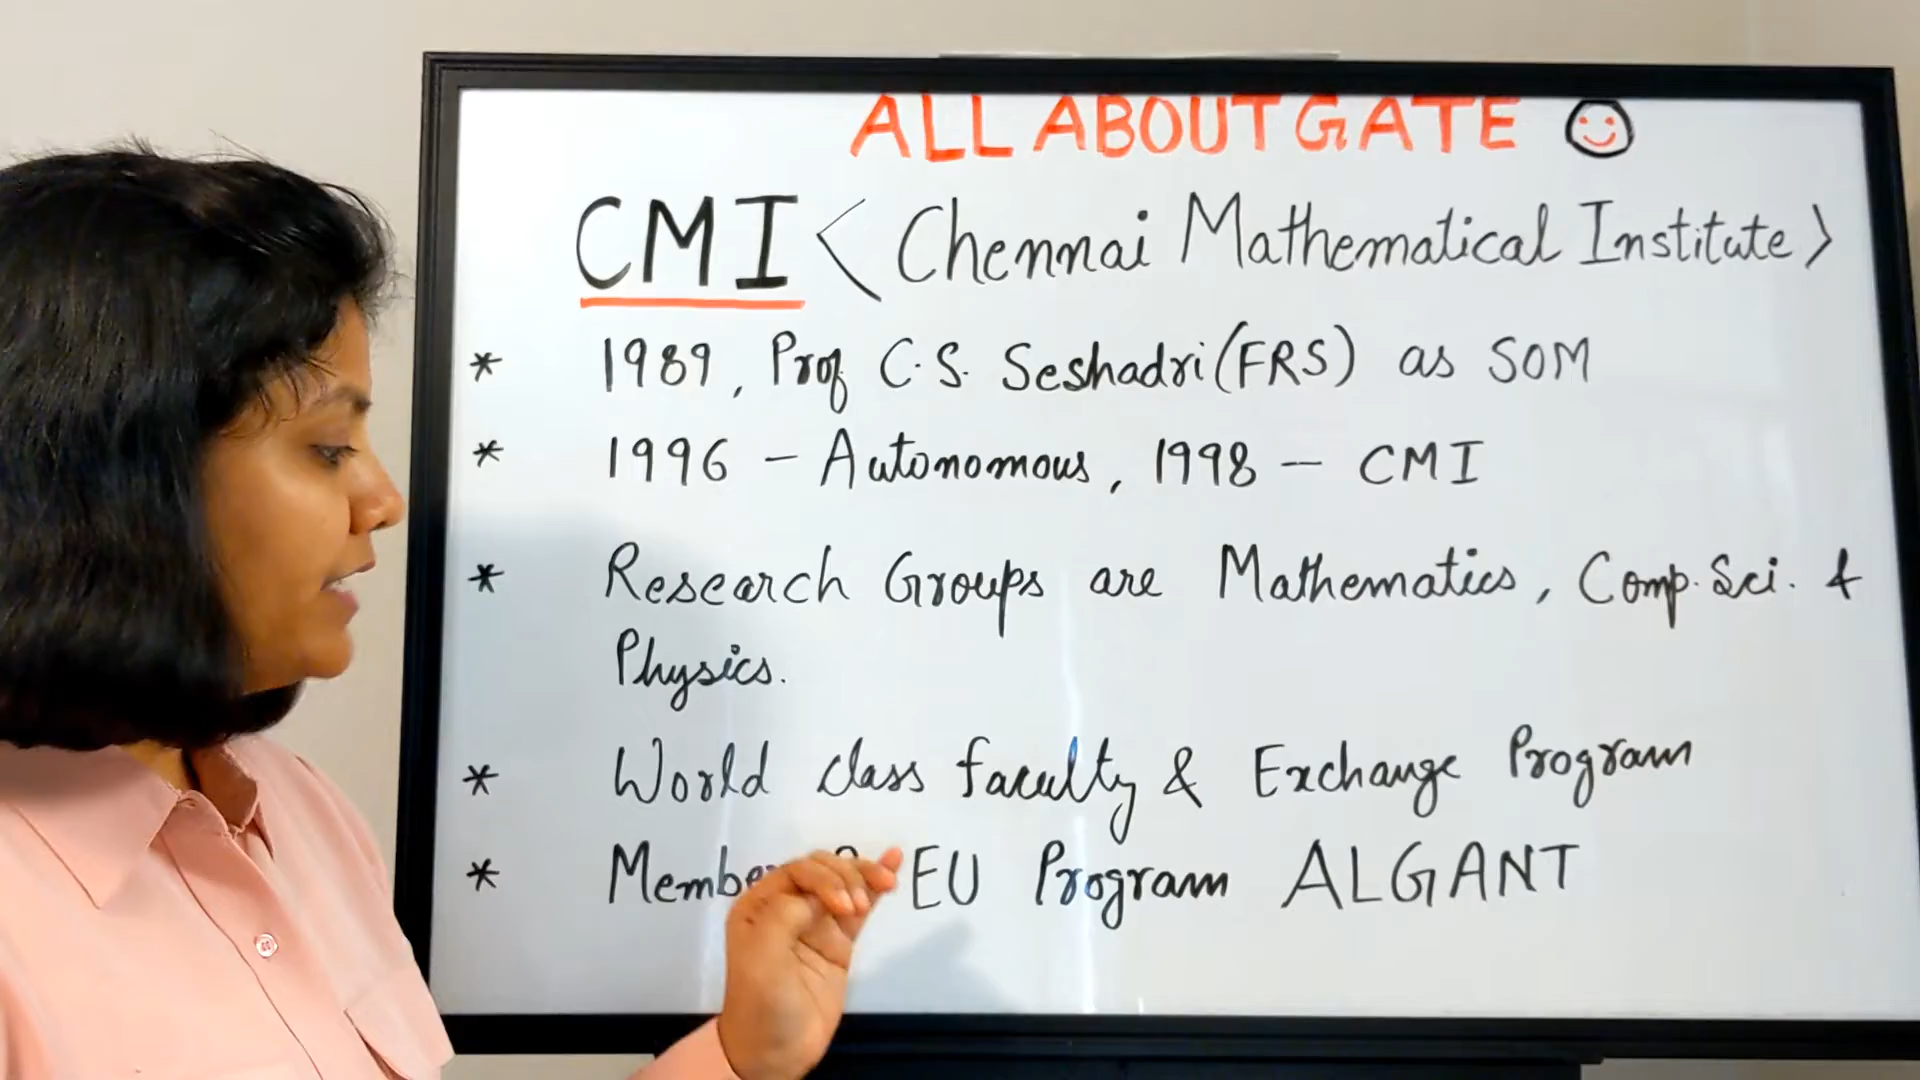 ALL ABOUT GATE
CMI < Chennai Mathematical Institute >
* 1989, Prof C.S. Seshadri (FRS) as SOM
* 1996 - Autonomous, 1998 - CMI
* Research Groups are Mathematics, Comp. Sci. &
Physics.
* World class faculty & Exchange Program
* EU Program ALGANT